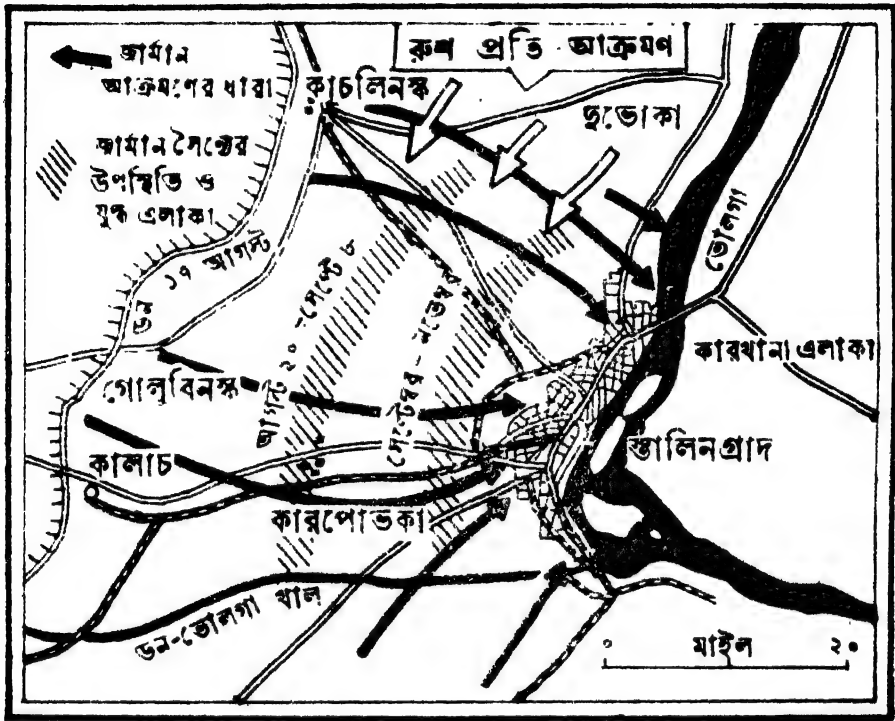 রুশ প্রতি আক্রমণ
জার্মান
আক্রমণের ধারা
কাচলিনস্ক
দুভোকা
জার্মান সৈন্যের
উপস্থিতি ও
যুদ্ধ এলাকা
ভোলগা
ডন ১৭ আগস্ট
আগস্ট ২০ - সেপ্টে ৮
সেপ্টেম্বর - নভেম্বর
কারখানা এলাকা
গোলুবিনস্ক
স্তালিনগ্রাদ
কালাচ
কারপোভকা
ডন-ভোলগা খাল
মাইল
০ ২০